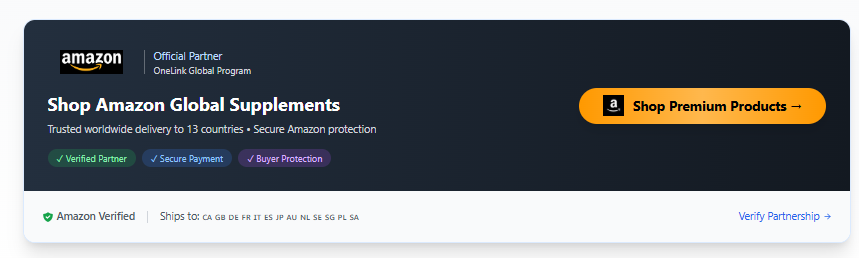 amazon
Official Partner
OneLink Global Program
Shop Amazon Global Supplements
Trusted worldwide delivery to 13 countries • Secure Amazon protection
✓ Verified Partner ✓ Secure Payment ✓ Buyer Protection
a Shop Premium Products →
Amazon Verified Ships to: CA GB DE FR IT ES JP AU NL SE SG PL SA
Verify Partnership →